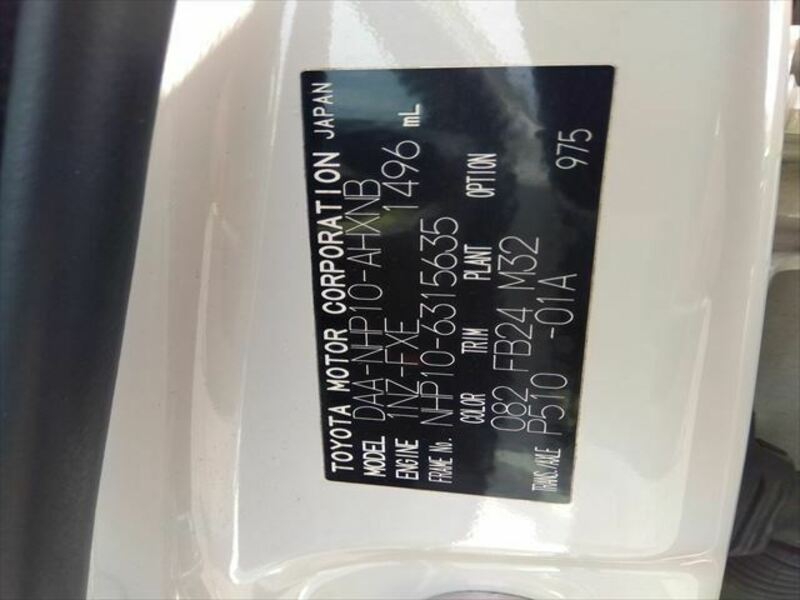 TOYOTA MOTOR CORPORATION JAPAN
MODEL DAA-NHP10-AHXNB
ENGINE 1NZ-FXE 1496 mL
FRAME No. NHP10-6315635
COLOR TRIM PLANT OPTION
082 FB24 M32
TRANS./AXLE P510 -01A 975